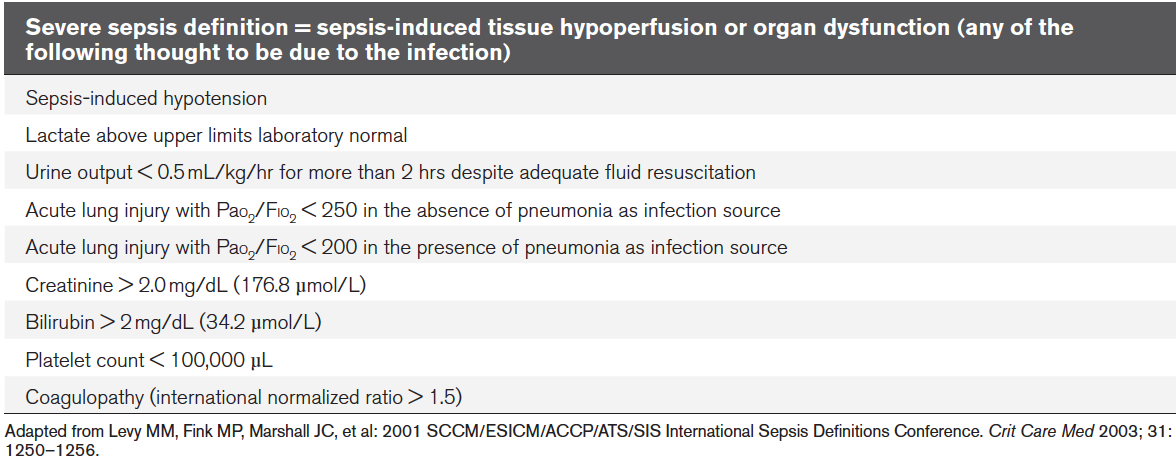 Severe sepsis definition = sepsis-induced tissue hypoperfusion or organ dysfunction (any of the
following thought to be due to the infection)
Sepsis-induced hypotension
Lactate above upper limits laboratory normal
Urine output < 0.5 mL/kg/hr for more than 2 hrs despite adequate fluid resuscitation
Acute lung injury with Pao₂/Fio₂ < 250 in the absence of pneumonia as infection source
Acute lung injury with Pao₂/Fio₂ < 200 in the presence of pneumonia as infection source
Creatinine > 2.0 mg/dL (176.8 μmol/L)
Bilirubin > 2 mg/dL (34.2 μmol/L)
Platelet count < 100,000 μL
Coagulopathy (international normalized ratio > 1.5)
Adapted from Levy MM, Fink MP, Marshall JC, et al: 2001 SCCM/ESICM/ACCP/ATS/SIS International Sepsis Definitions Conference. Crit Care Med 2003; 31:
1250–1256.